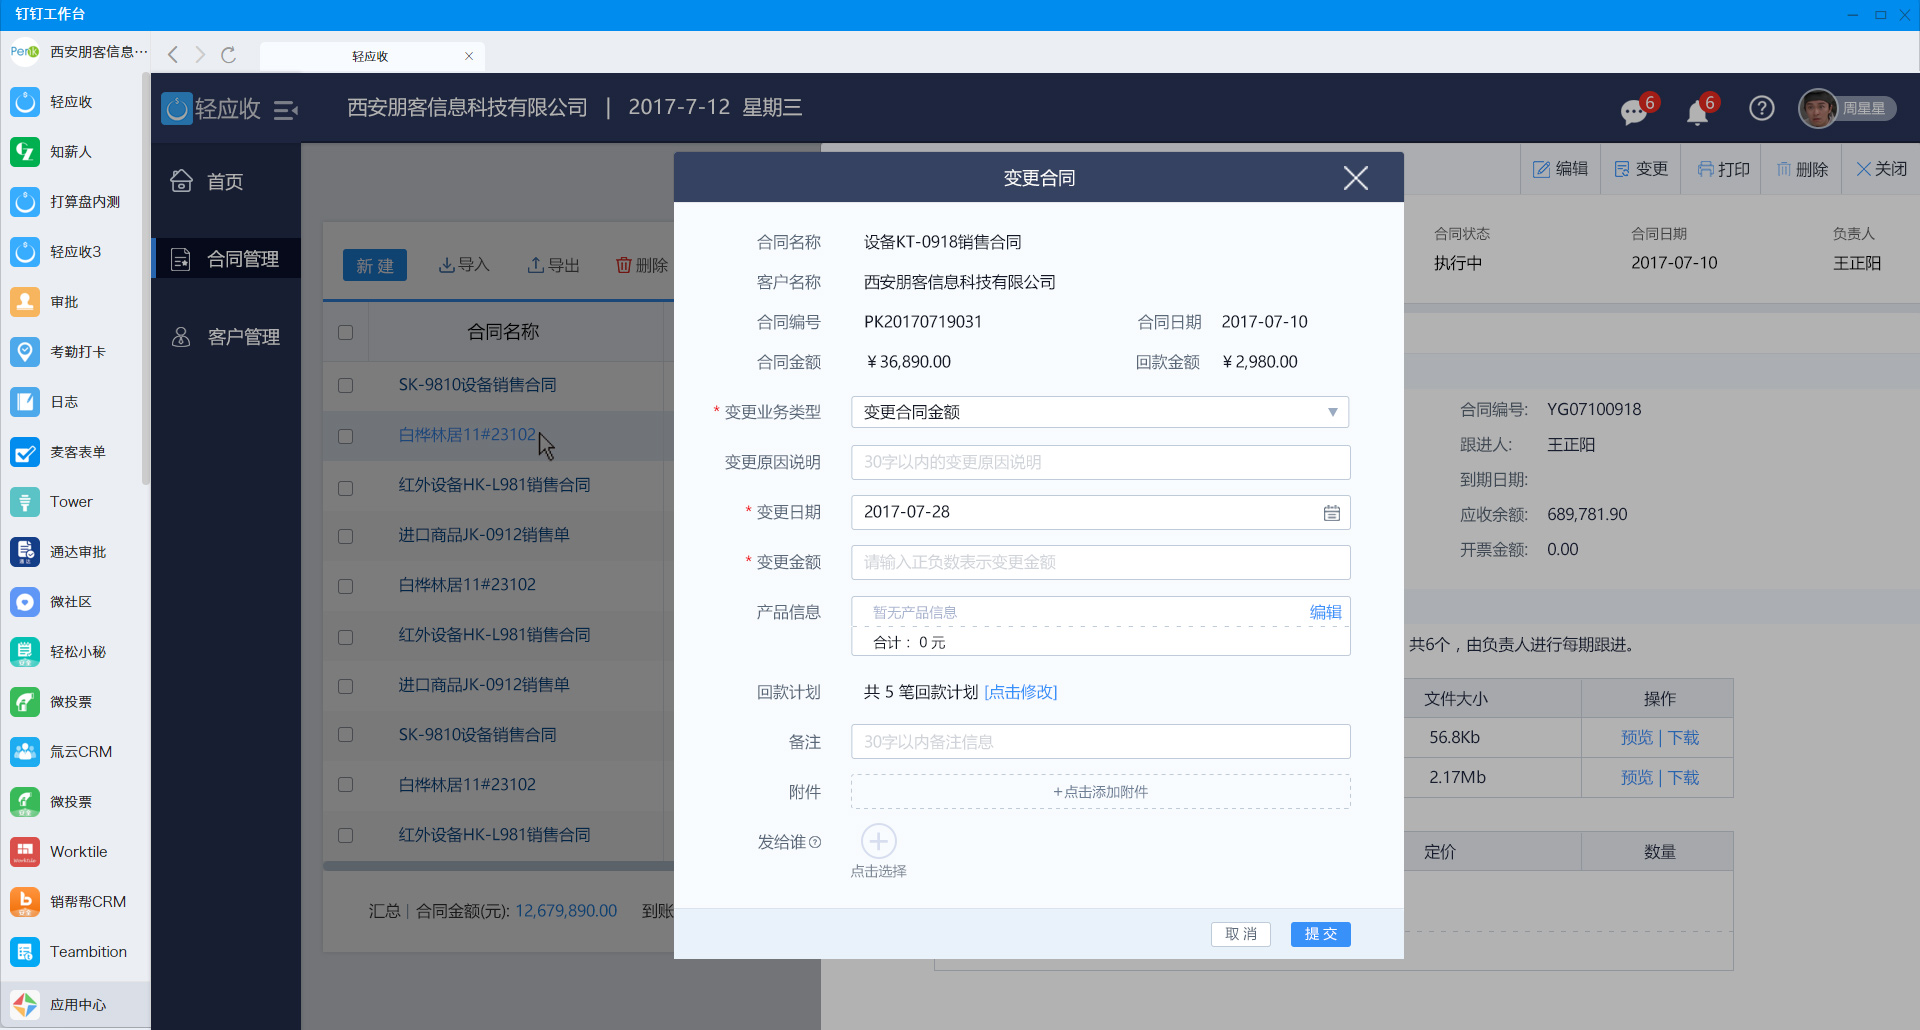 钉钉工作台
西安朋客信息···
轻应收
知薪人
打算盘内测
轻应收3
审批
考勤打卡
日志
麦客表单
Tower
通达审批
微社区
轻松小秘
微投票
氚云CRM
微投票
Worktile
销帮帮CRM
Teambition
应用中心
轻应收
轻应收
西安朋客信息科技有限公司 | 2017-7-12 星期三
6
6
周星星
首页
合同管理
客户管理
新 建
导入
导出
删除
合同名称
SK-9810设备销售合同
白桦林居11#23102
红外设备HK-L981销售合同
进口商品JK-0912销售单
白桦林居11#23102
红外设备HK-L981销售合同
进口商品JK-0912销售单
SK-9810设备销售合同
白桦林居11#23102
红外设备HK-L981销售合同
汇总 | 合同金额(元): 12,679,890.00 到账
变更合同
合同名称 设备KT-0918销售合同
客户名称 西安朋客信息科技有限公司
合同编号 PK20170719031 合同日期 2017-07-10
合同金额 ¥36,890.00 回款金额 ¥2,980.00
* 变更业务类型 变更合同金额
变更原因说明 30字以内的变更原因说明
* 变更日期 2017-07-28
* 变更金额 请输入正负数表示变更金额
产品信息 暂无产品信息 编辑
合计：0 元
回款计划 共 5 笔回款计划 [点击修改]
备注 30字以内备注信息
附件 +点击添加附件
发给谁
点击选择
取 消
提 交
编辑
变更
打印
删除
关闭
合同状态 合同日期 负责人
执行中 2017-07-10 王正阳
合同编号: YG07100918
跟进人: 王正阳
到期日期:
应收余额: 689,781.90
开票金额: 0.00
共6个，由负责人进行每期跟进。
文件大小 操作
56.8Kb 预览 | 下载
2.17Mb 预览 | 下载
定价 数量